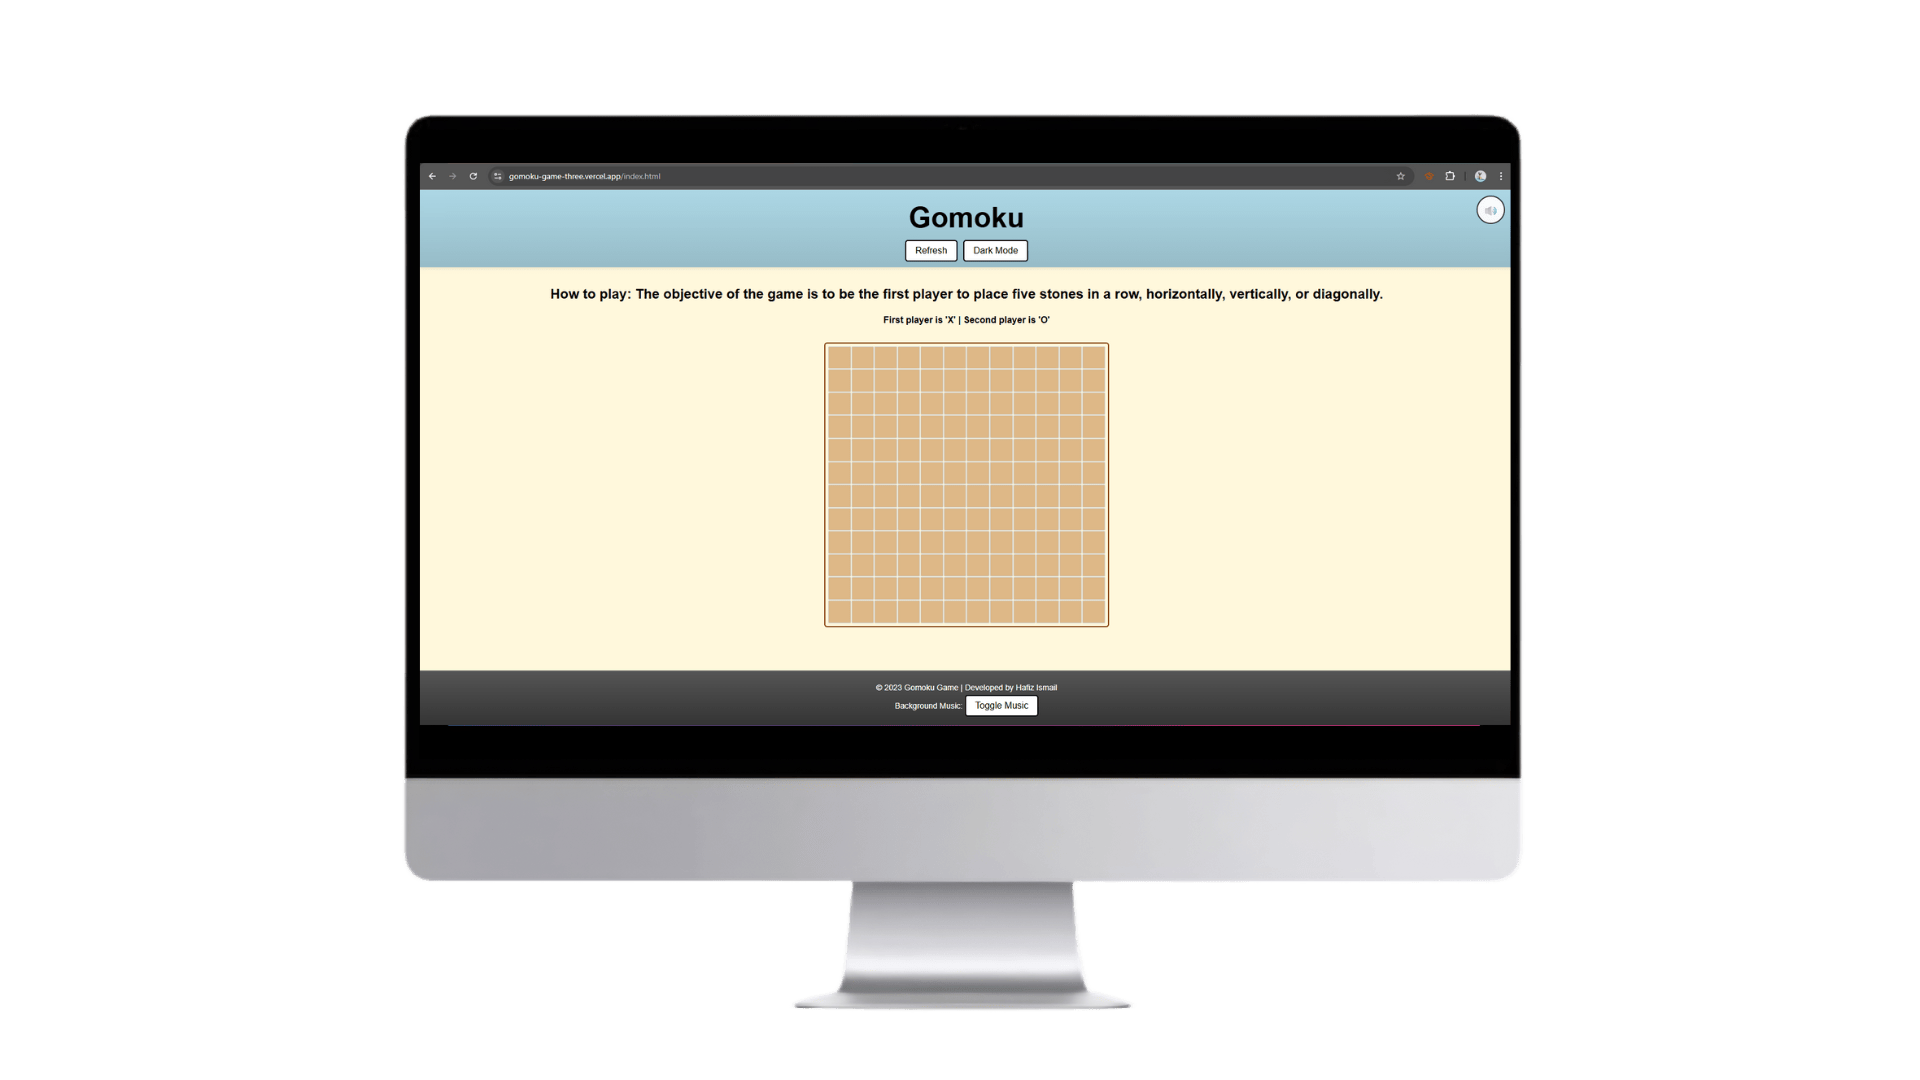 gomoku-game-three.vercel.app/index.html
Gomoku
Refresh Dark Mode
How to play: The objective of the game is to be the first player to place five stones in a row, horizontally, vertically, or diagonally.
First player is 'X' | Second player is 'O'
© 2023 Gomoku Game | Developed by Hafiz Ismail
Background Music: Toggle Music